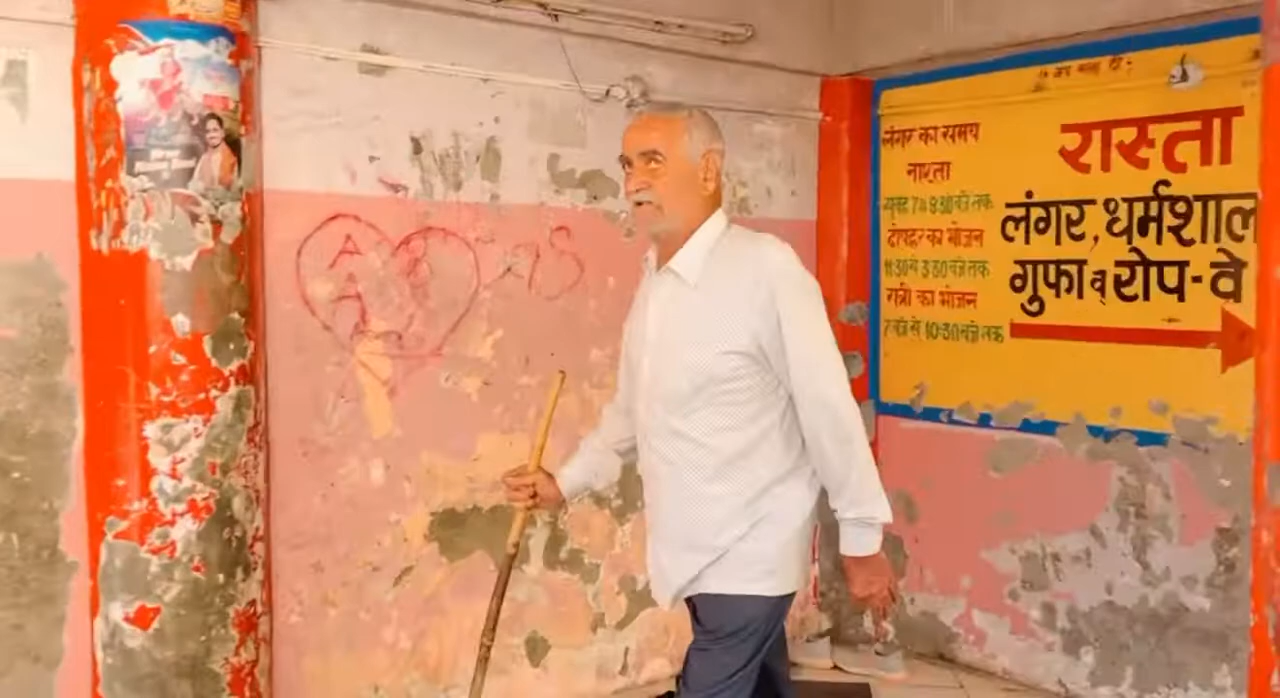 A
A
लंगर का समय
नाश्ता
सुबह 7 से 9:30 बजे तक
दोपहर का भोजन
11:30 से 3:30 बजे तक
रात्री का भोजन
7 बजे से 10:30 बजे तक
रास्ता
लंगर, धर्मशाल
गुफा व रोप-वे